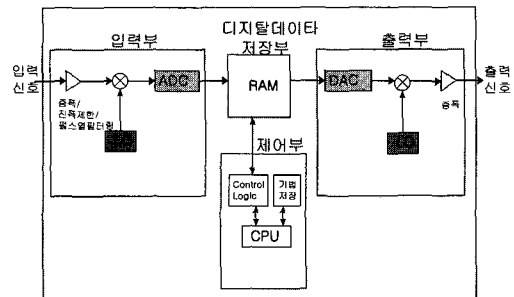 디지털데이타
저장부
입력부
출력부
입력
신호
ADC
RAM
DAC
출력
신호
증폭/
진폭제한/
펄스열필터링
증폭
제어부
Control
Logic
기법
저장
CPU